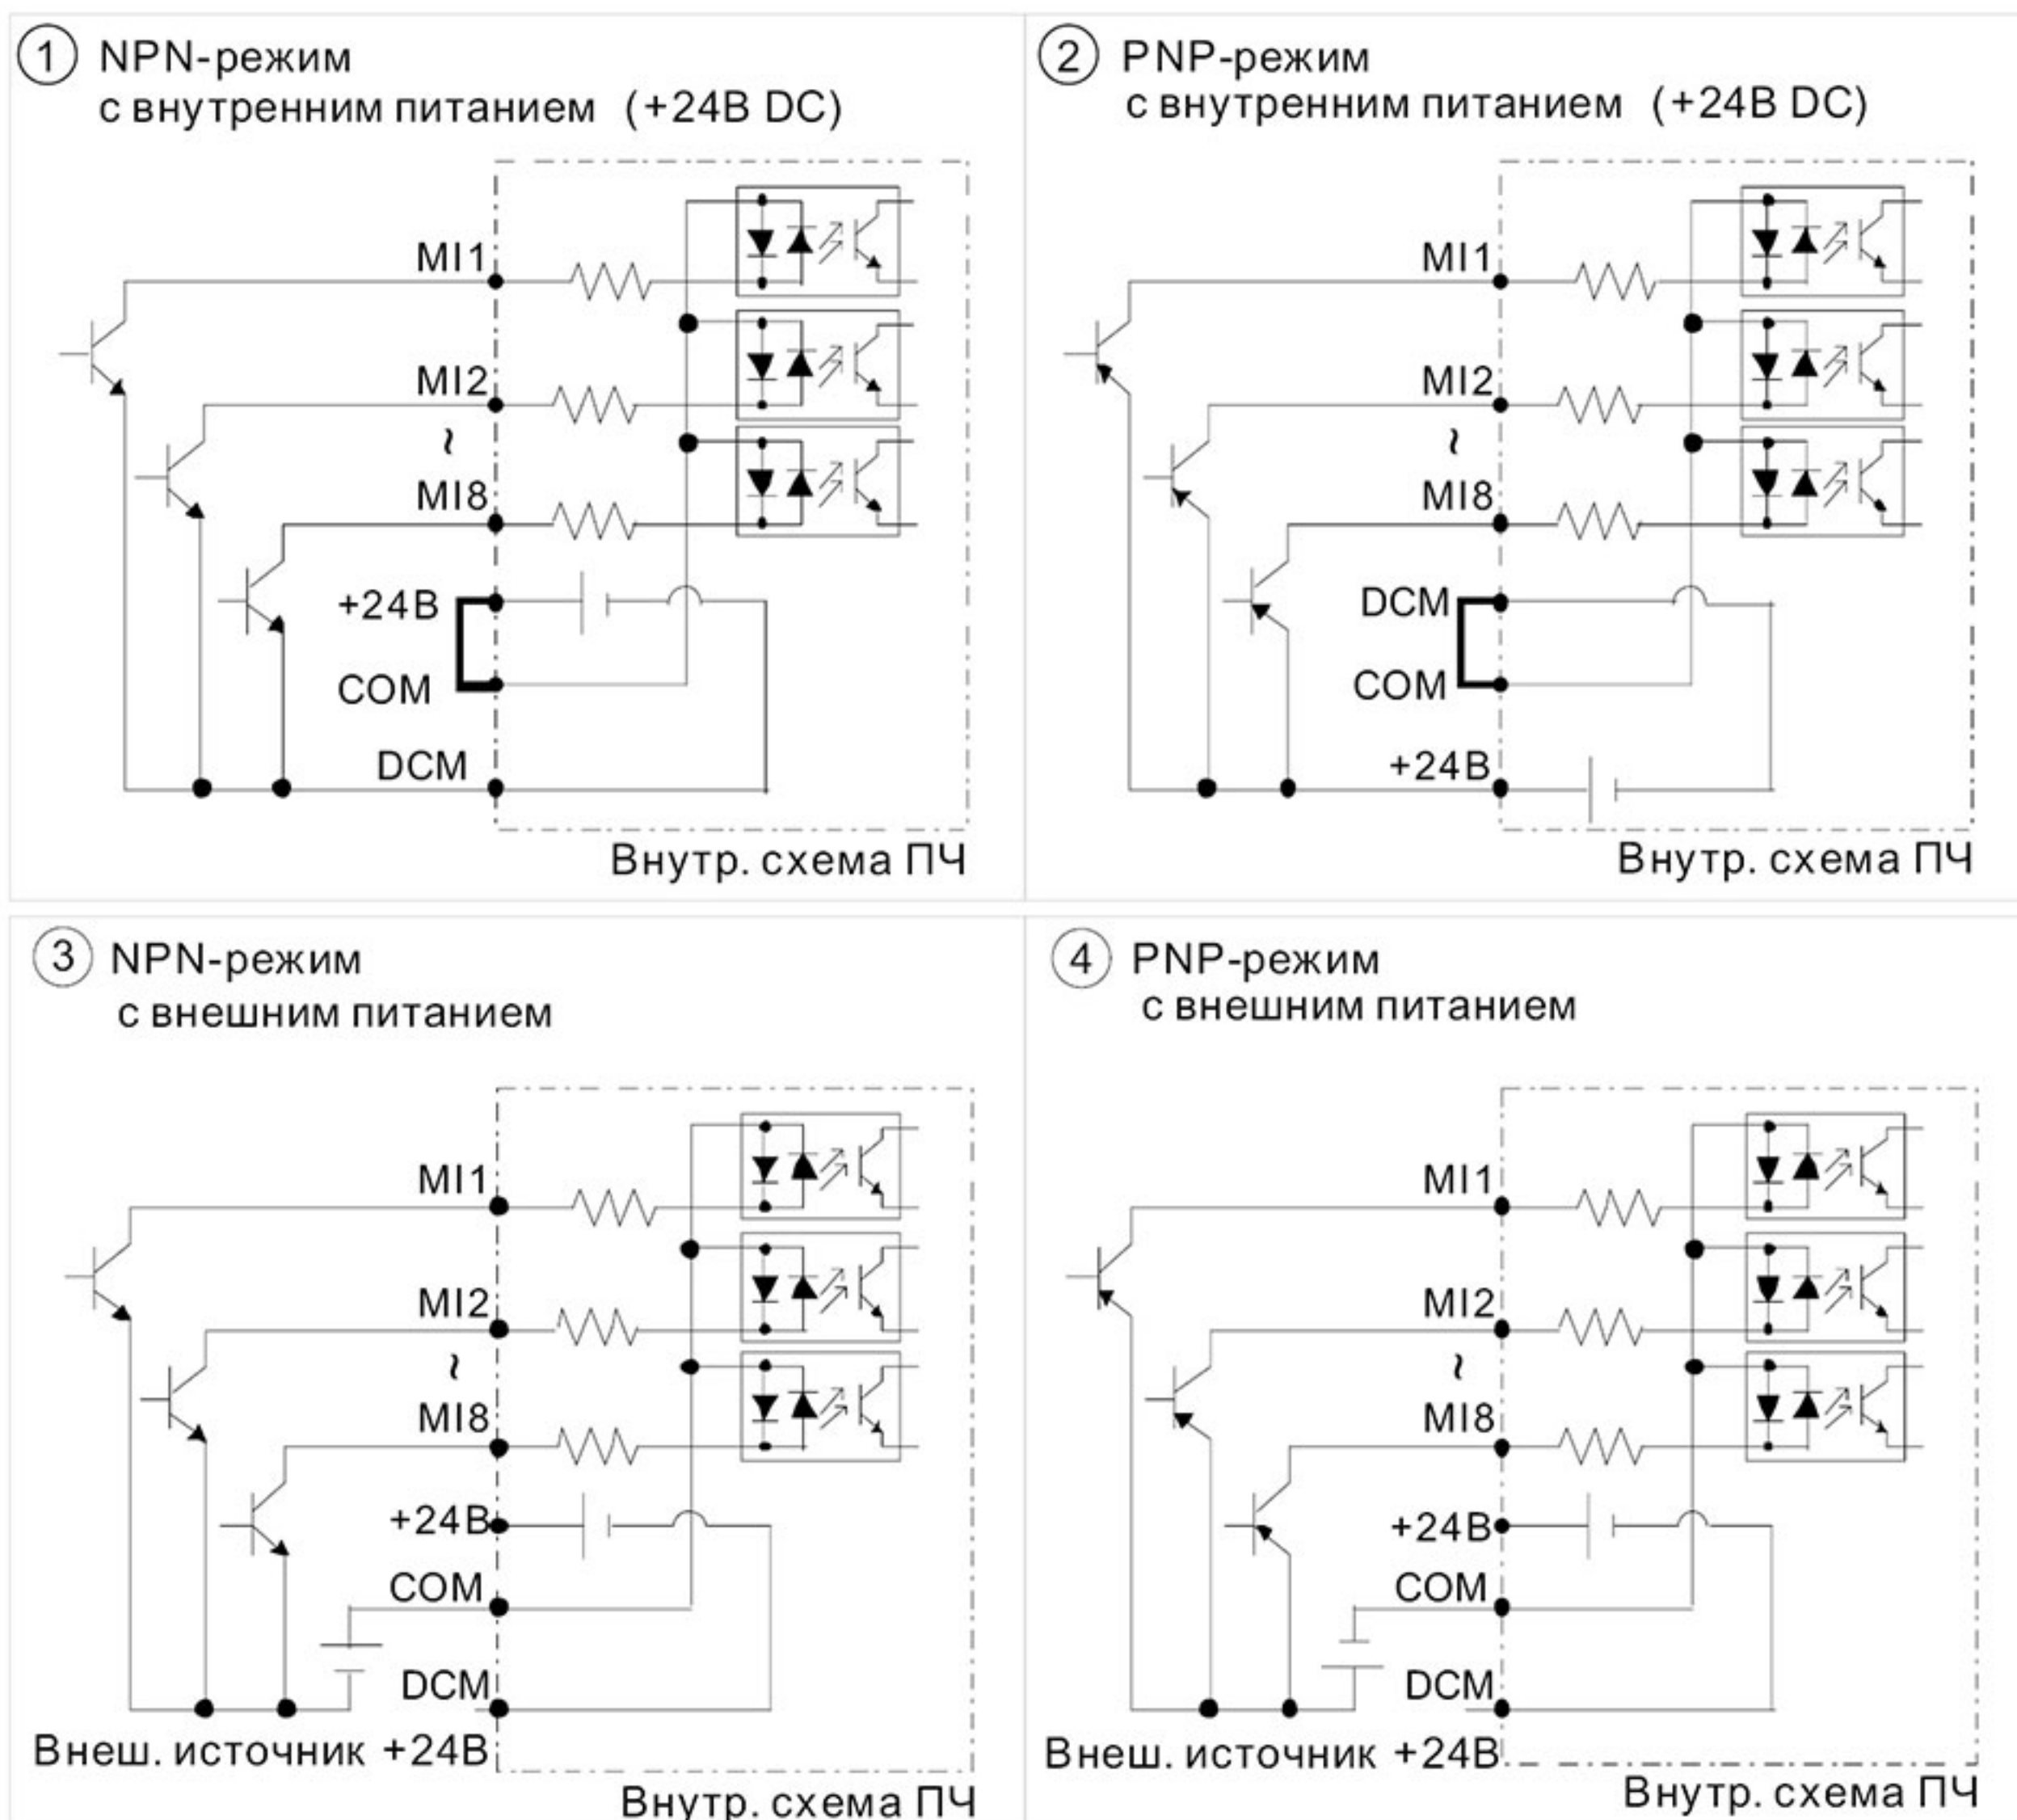 1 NPN-режим
с внутренним питанием (+24В DC)
MI1
MI2
~
MI8
+24В
COM
DCM
Внутр. схема ПЧ
2 PNP-режим
с внутренним питанием (+24В DC)
MI1
MI2
~
MI8
DCM
COM
+24В
Внутр. схема ПЧ
3 NPN-режим
с внешним питанием
MI1
MI2
~
MI8
+24В
COM
DCM
Внеш. источник +24В
Внутр. схема ПЧ
4 PNP-режим
с внешним питанием
MI1
MI2
~
MI8
+24В
COM
DCM
Внеш. источник +24В
Внутр. схема ПЧ